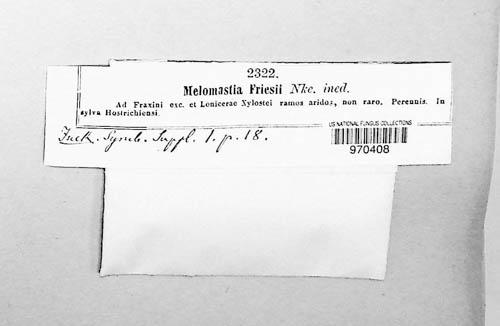 2322.
Melomastia Friesii Nke. ined.
Ad Fraxini exc. et Lonicerae Xylostei ramos aridos, non raro. Perennis. In
sylva Hostrichiensi.
Fuck. Symb. Suppl. 1. p. 18.
US NATIONAL FUNGUS COLLECTIONS
970408